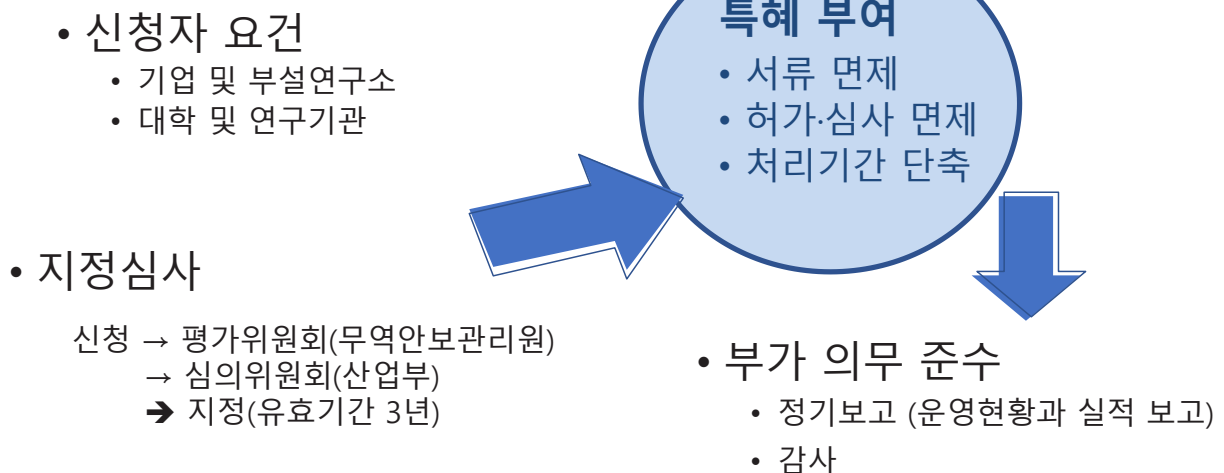 • 신청자 요건
• 기업 및 부설연구소
• 대학 및 연구기관
• 지정심사
신청 → 평가위원회(무역안보관리원)
→ 심의위원회(산업부)
➔ 지정(유효기간 3년)
특혜 부여
• 서류 면제
• 허가·심사 면제
• 처리기간 단축
• 부가 의무 준수
• 정기보고 (운영현황과 실적 보고)
• 감사